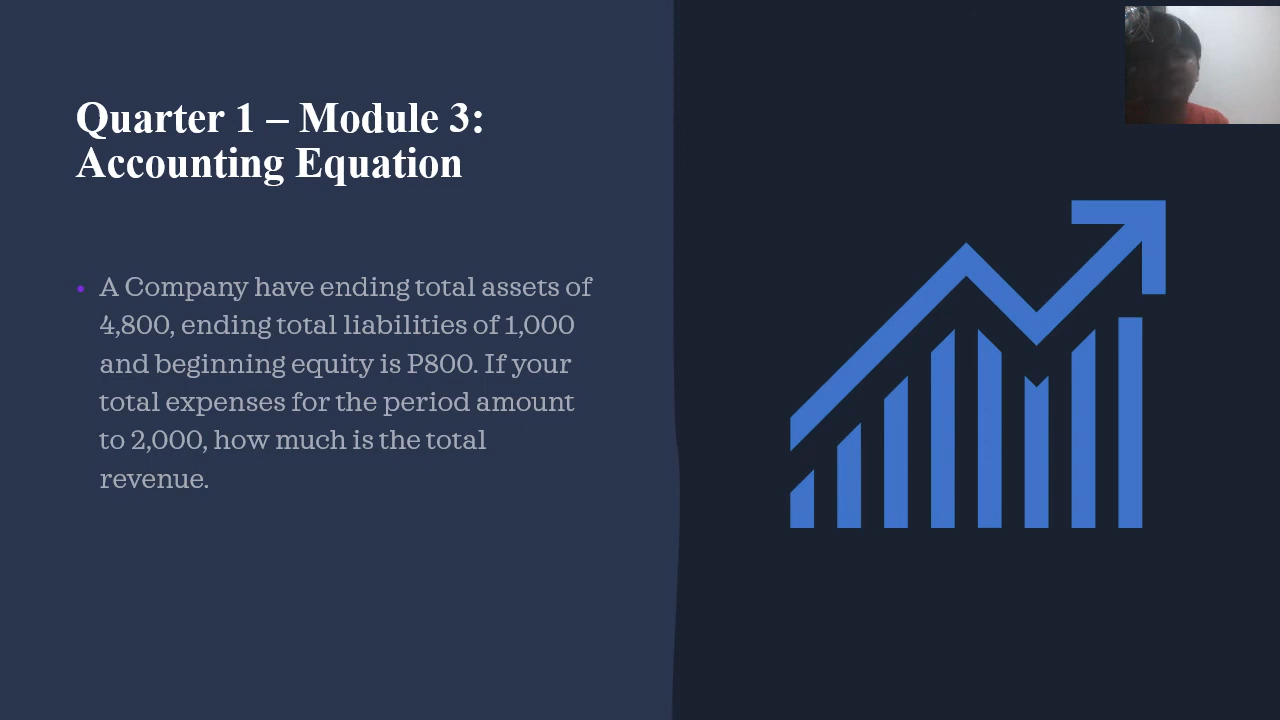 Quarter 1 – Module 3:
Accounting Equation
• A Company have ending total assets of
4,800, ending total liabilities of 1,000
and beginning equity is P800. If your
total expenses for the period amount
to 2,000, how much is the total
revenue.